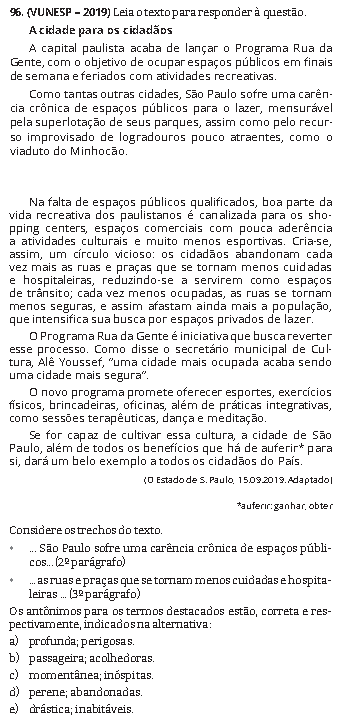 96. (VUNESP – 2019) Leia o texto para responder à questão.
A cidade para os cidadãos
A capital paulista acaba de lançar o Programa Rua da
Gente, com o objetivo de ocupar espaços públicos em finais
de semana e feriados com atividades recreativas.
Como tantas outras cidades, São Paulo sofre uma carên-
cia crônica de espaços públicos para o lazer, mensurável
pela superlotação de seus parques, assim como pelo recur-
so improvisado de logradouros pouco atraentes, como o
viaduto do Minhocão.
Na falta de espaços públicos qualificados, boa parte da
vida recreativa dos paulistanos é canalizada para os sho-
pping centers, espaços comerciais com pouca aderência
a atividades culturais e muito menos esportivas. Cria-se,
assim, um círculo vicioso: os cidadãos abandonam cada
vez mais as ruas e praças que se tornam menos cuidadas
e hospitaleiras, reduzindo-se a servirem como espaços
de trânsito; cada vez menos ocupadas, as ruas se tornam
menos seguras, e assim afastam ainda mais a população,
que intensifica sua busca por espaços privados de lazer.
O Programa Rua da Gente é iniciativa que busca reverter
esse processo. Como disse o secretário municipal de Cul-
tura, Alê Youssef, “uma cidade mais ocupada acaba sendo
uma cidade mais segura”.
O novo programa promete oferecer esportes, exercícios
físicos, brincadeiras, oficinas, além de práticas integrativas,
como sessões terapêuticas, dança e meditação.
Se for capaz de cultivar essa cultura, a cidade de São
Paulo, além de todos os benefícios que há de auferir* para
si, dará um belo exemplo a todos os cidadãos do País.
(O Estado de S. Paulo, 15.09.2019. Adaptado)
*auferir: ganhar, obter
Considere os trechos do texto.
• ... São Paulo sofre uma carência crônica de espaços públi-
cos... (2º parágrafo)
• ... as ruas e praças que se tornam menos cuidadas e hospita-
leiras ... (3º parágrafo)
Os antônimos para os termos destacados estão, correta e res-
pectivamente, indicados na alternativa:
a) profunda; perigosas.
b) passageira; acolhedoras.
c) momentânea; inóspitas.
d) perene; abandonadas.
e) drástica; inabitáveis.